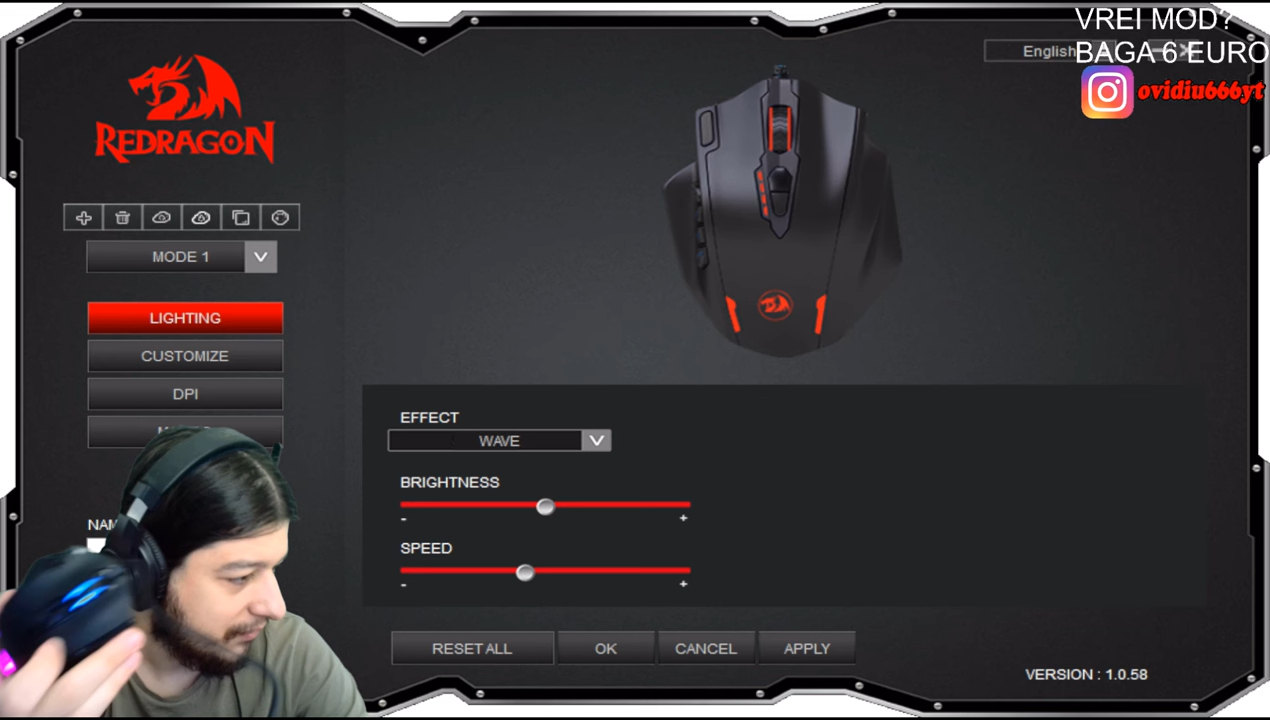 VREI MOD?
BAGA 6 EURO
English
ovidiu666yt
REDRAGON
MODE 1
LIGHTING
CUSTOMIZE
DPI
EFFECT
WAVE
BRIGHTNESS
- +
SPEED
- +
RESET ALL
OK
CANCEL
APPLY
VERSION : 1.0.58